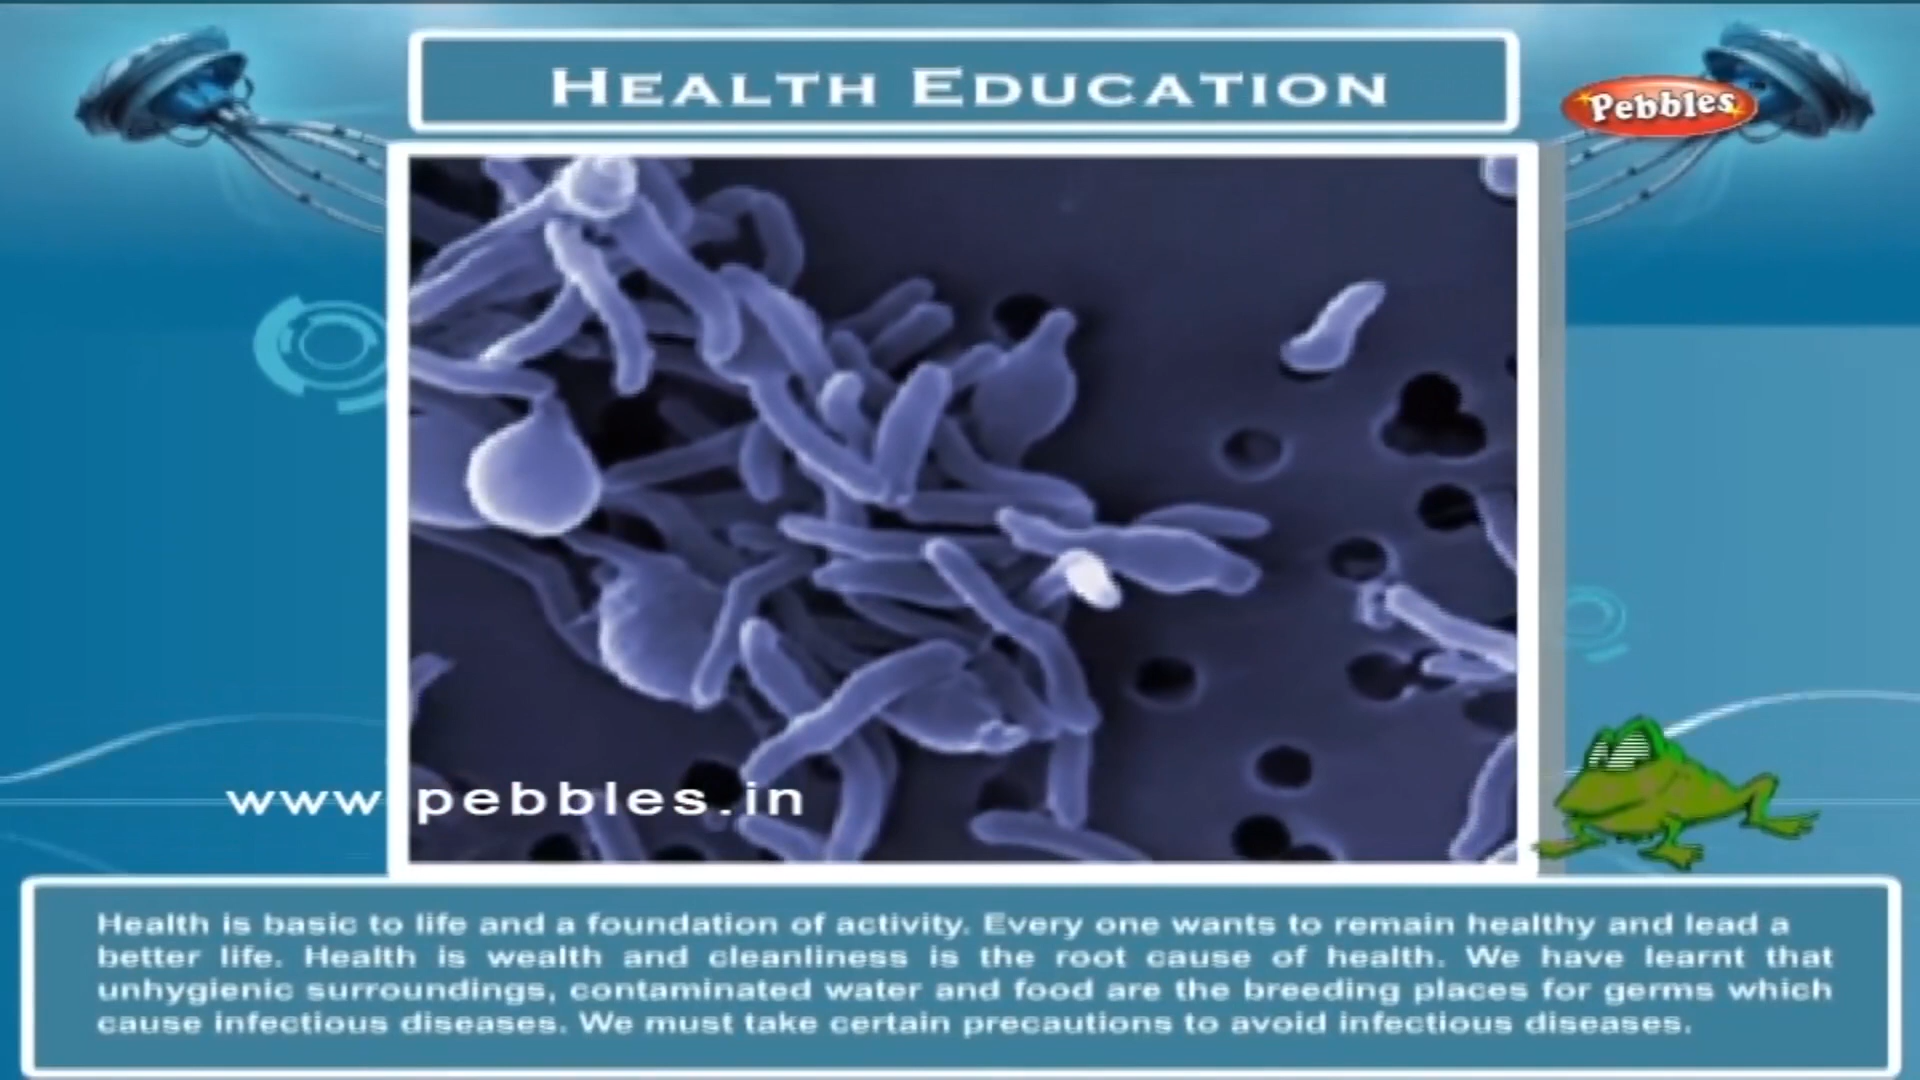 HEALTH EDUCATION
Pebbles
www.pebbles.in
Health is basic to life and a foundation of activity. Every one wants to remain healthy and lead a
better life. Health is wealth and cleanliness is the root cause of health. We have learnt that
unhygienic surroundings, contaminated water and food are the breeding places for germs which
cause infectious diseases. We must take certain precautions to avoid infectious diseases.